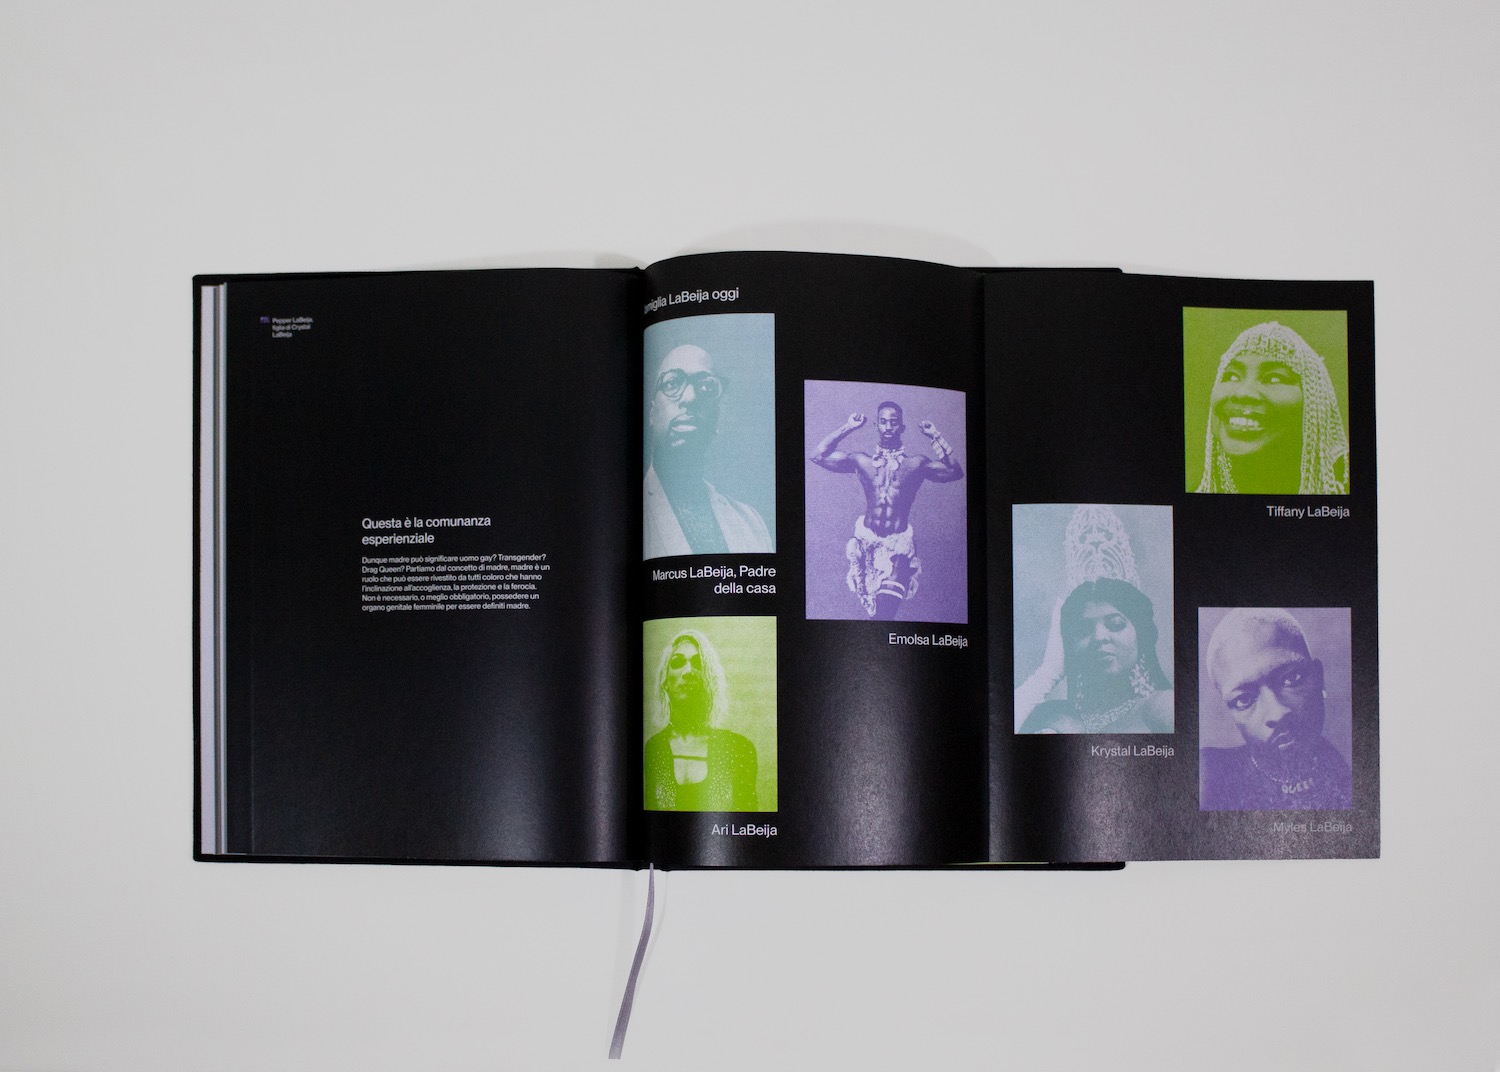 Pepper LaBeija,
figlia di Crystal
LaBeija
Questa è la comunanza
esperienziale
Dunque madre può significare uomo gay? Transgender?
Drag Queen? Partiamo dal concetto di madre, madre è un
ruolo che può essere rivestito da tutti coloro che hanno
l'inclinazione all'accoglienza, la protezione e la ferocia.
Non è necessario, o meglio obbligatorio, possedere un
organo genitale femminile per essere definiti madre.
LaBeija oggi
Marcus LaBeija, Padre
della casa
Emolsa LaBeija
Ari LaBeija
Tiffany LaBeija
Krystal LaBeija
QUEEN
Myles LaBeija